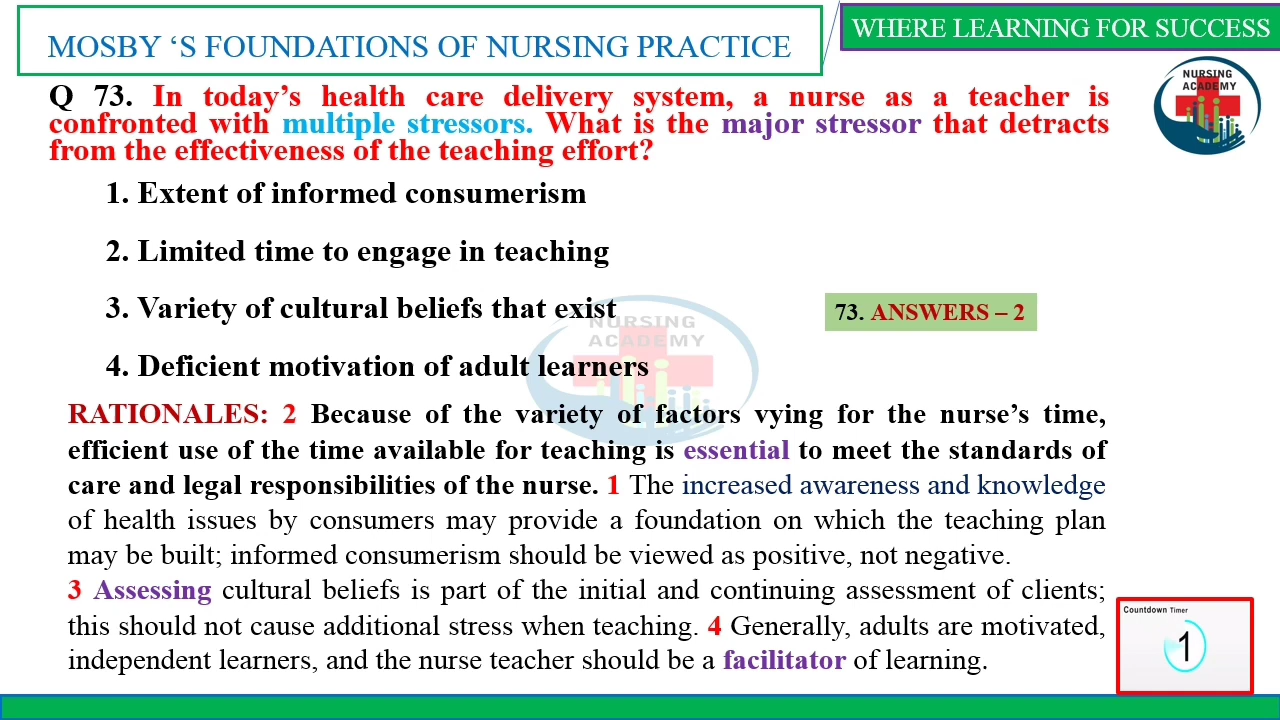 MOSBY ‘S FOUNDATIONS OF NURSING PRACTICE
WHERE LEARNING FOR SUCCESS
NURSING
ACADEMY
Q 73. In today’s health care delivery system, a nurse as a teacher is
confronted with multiple stressors. What is the major stressor that detracts
from the effectiveness of the teaching effort?
1. Extent of informed consumerism
2. Limited time to engage in teaching
3. Variety of cultural beliefs that exist
NURSING
ACADEMY
73. ANSWERS – 2
4. Deficient motivation of adult learners
RATIONALES: 2 Because of the variety of factors vying for the nurse’s time,
efficient use of the time available for teaching is essential to meet the standards of
care and legal responsibilities of the nurse. 1 The increased awareness and knowledge
of health issues by consumers may provide a foundation on which the teaching plan
may be built; informed consumerism should be viewed as positive, not negative.
3 Assessing cultural beliefs is part of the initial and continuing assessment of clients;
this should not cause additional stress when teaching. 4 Generally, adults are motivated,
independent learners, and the nurse teacher should be a facilitator of learning.
Countdown Timer
1